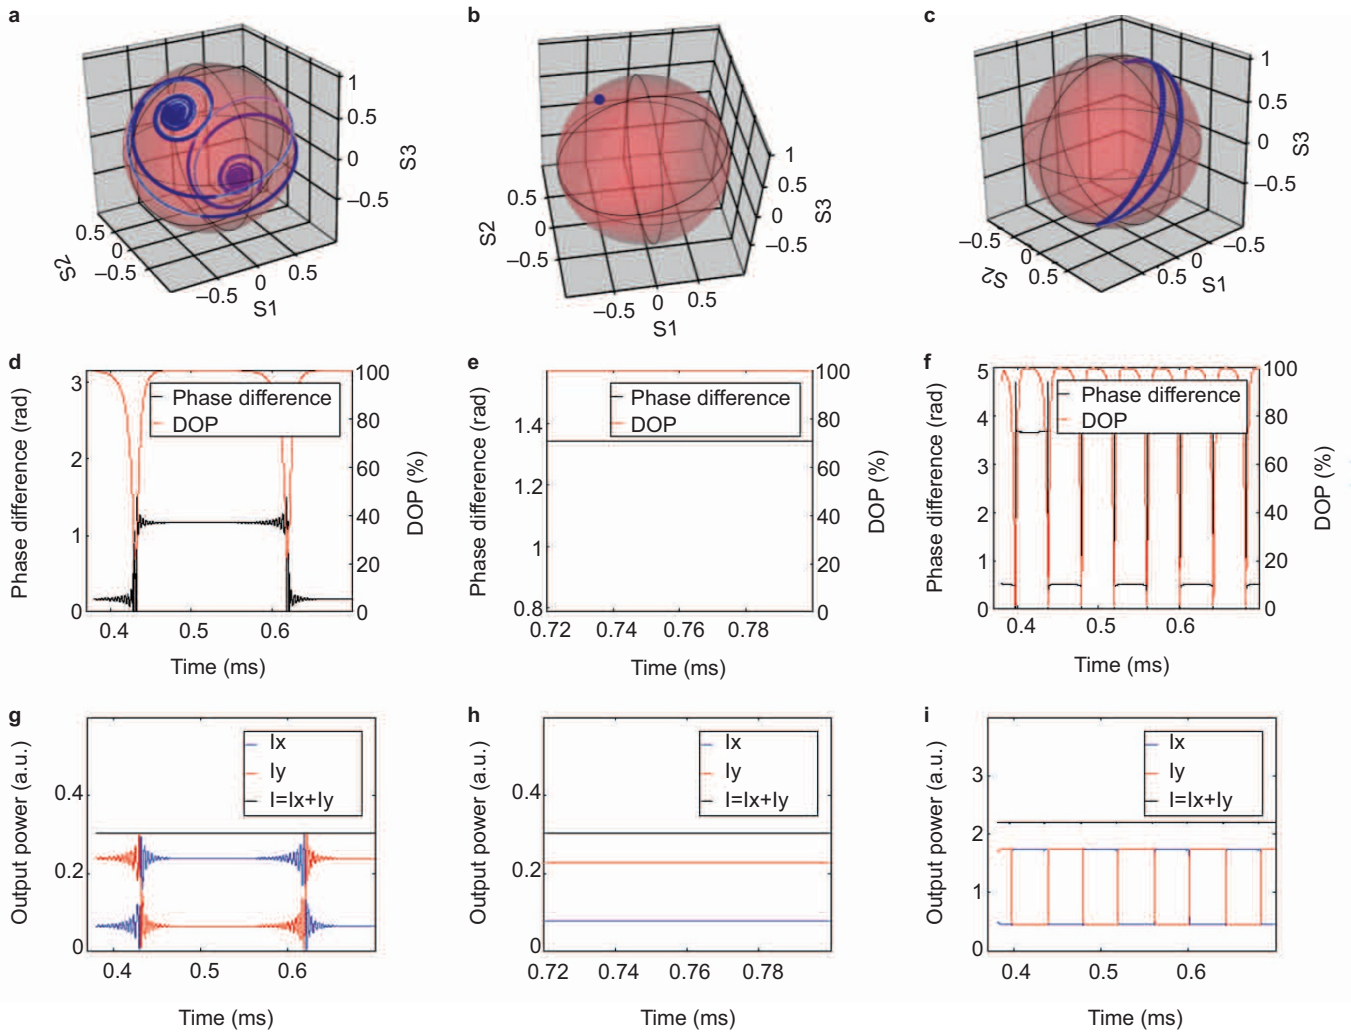 a
1
0.5
0
−0.5
S3
0.5
0
−0.5
S2
−0.5
0
0.5
S1
b
1
0.5
0
−0.5
S3
0.5
0
−0.5
S2
−0.5
0
0.5
S1
c
1
0.5
0
−0.5
S3
−0.5
0
0.5
S2
−0.5
0
0.5
S1
d
Phase difference (rad)
3
2
1
0
Phase difference
DOP
100
80
60
40
20
0
DOP (%)
0.4
0.5
0.6
Time (ms)
e
Phase difference (rad)
1.4
1.2
1
0.8
Phase difference
DOP
100
80
60
40
20
0
DOP (%)
0.72
0.74
0.76
0.78
Time (ms)
f
Phase difference (rad)
5
4
3
2
1
0
Phase difference
DOP
100
80
60
40
20
0
DOP (%)
0.4
0.5
0.6
Time (ms)
g
Output power (a.u.)
0.4
0.2
0
Ix
Iy
I=Ix+Iy
0.4
0.5
0.6
Time (ms)
h
Output power (a.u.)
0.4
0.2
0
Ix
Iy
I=Ix+Iy
0.72
0.74
0.76
0.78
Time (ms)
i
Output power (a.u.)
3
2
1
0
Ix
Iy
I=Ix+Iy
0.4
0.5
0.6
Time (ms)